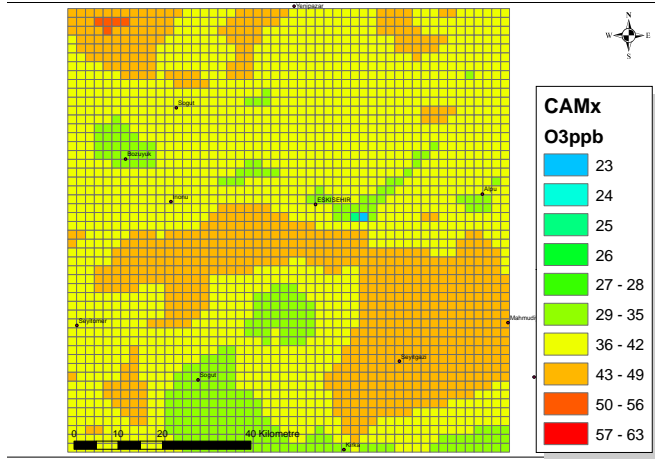 Yenipazar
N
W E
S
CAMx
O3ppb
23
24
25
26
27 - 28
29 - 35
36 - 42
43 - 49
50 - 56
57 - 63
Sogut
Bozuyuk
Alpu
Inonu
ESKISEHIR
Seyitomer
Mahmudi
Seyitgazi
Sogut
Kirka
0 10 20 40 Kilometre